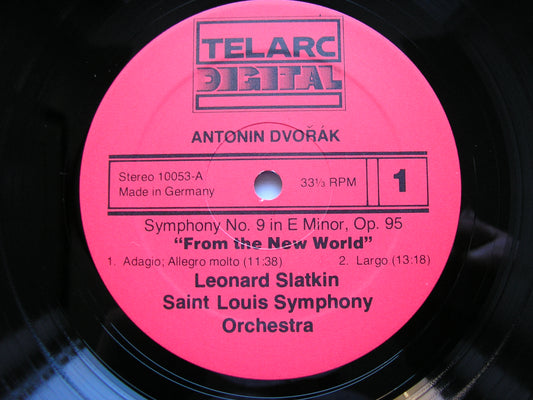 TELARC
DIGITAL
ANTONIN DVOŘÁK
Stereo 10053-A
Made in Germany
33⅓ RPM
1
Symphony No. 9 in E Minor, Op. 95
“From the New World”
1. Adagio; Allegro molto (11:38) 2. Largo (13:18)
Leonard Slatkin
Saint Louis Symphony
Orchestra